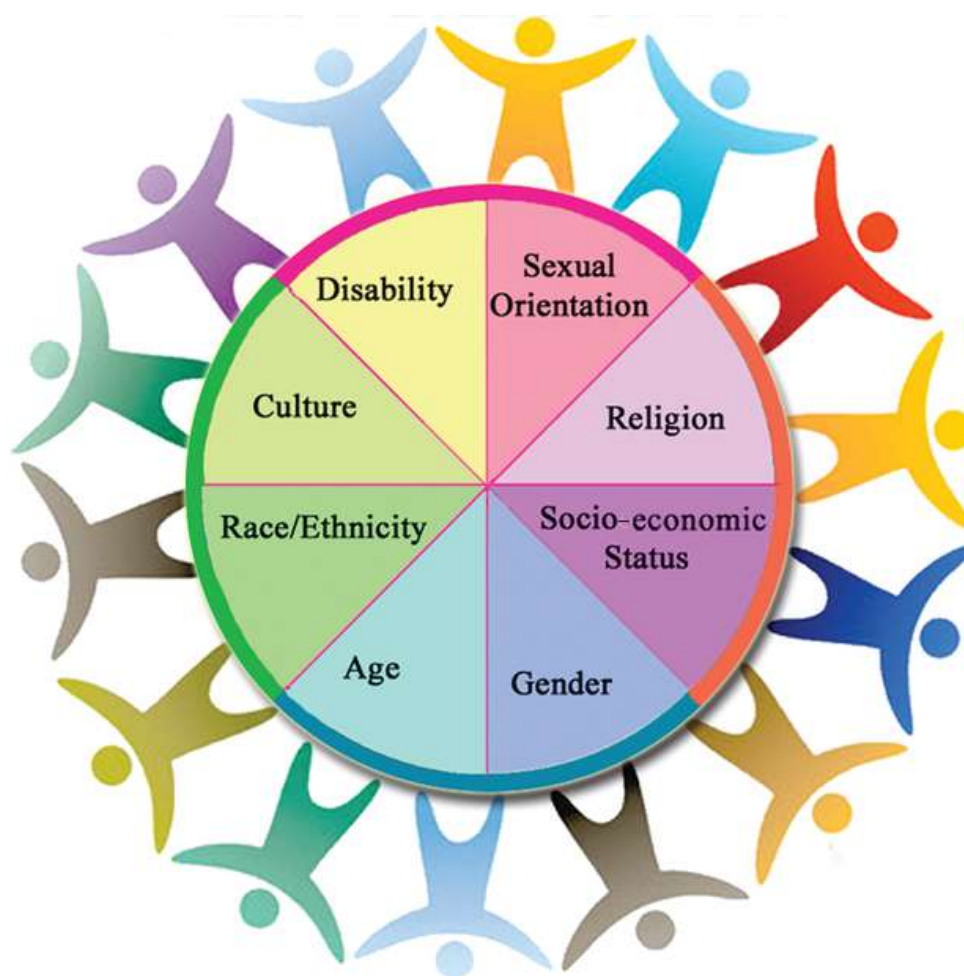 Disability
Sexual
Orientation
Culture
Religion
Race/Ethnicity
Socio-economic
Status
Age
Gender